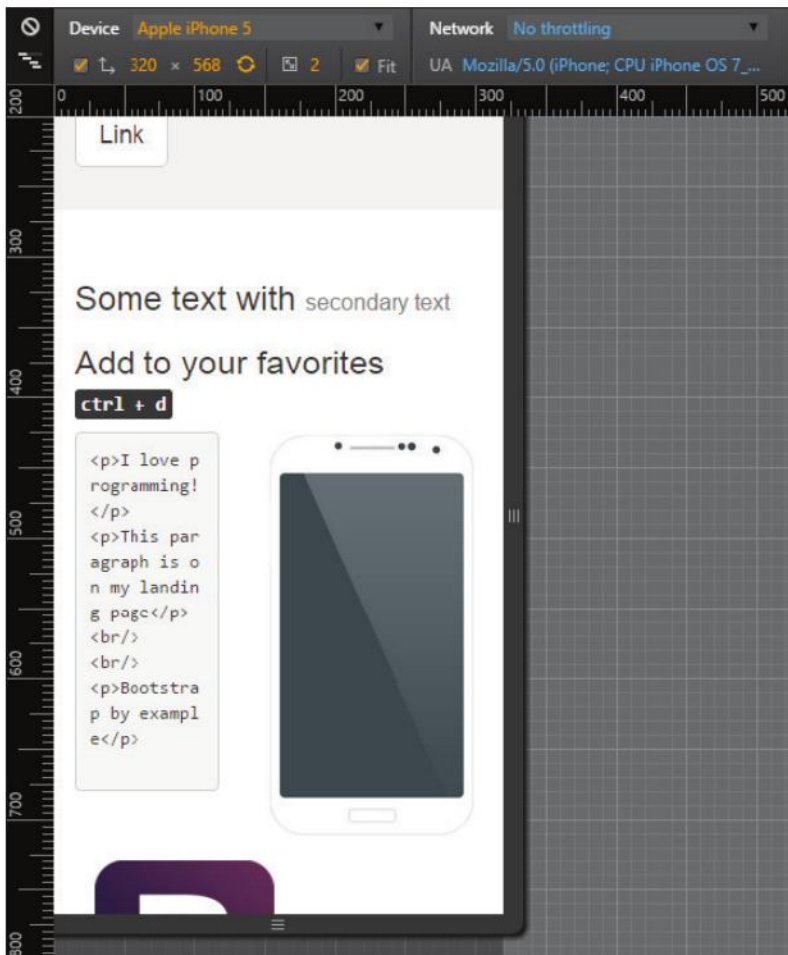 Device Apple iPhone 5 Network No throttling
320 × 568 2 Fit UA Mozilla/5.0 (iPhone; CPU iPhone OS 7_...
0 100 200 300 400 500
200
300
400
500
600
700
800
Link
Some text with secondary text
Add to your favorites
ctrl + d
<p>I love p
rogramming!
</p>
<p>This par
agraph is o
n my landin
g page</p>
<br/>
<br/>
<p>Bootstra
p by exampl
e</p>